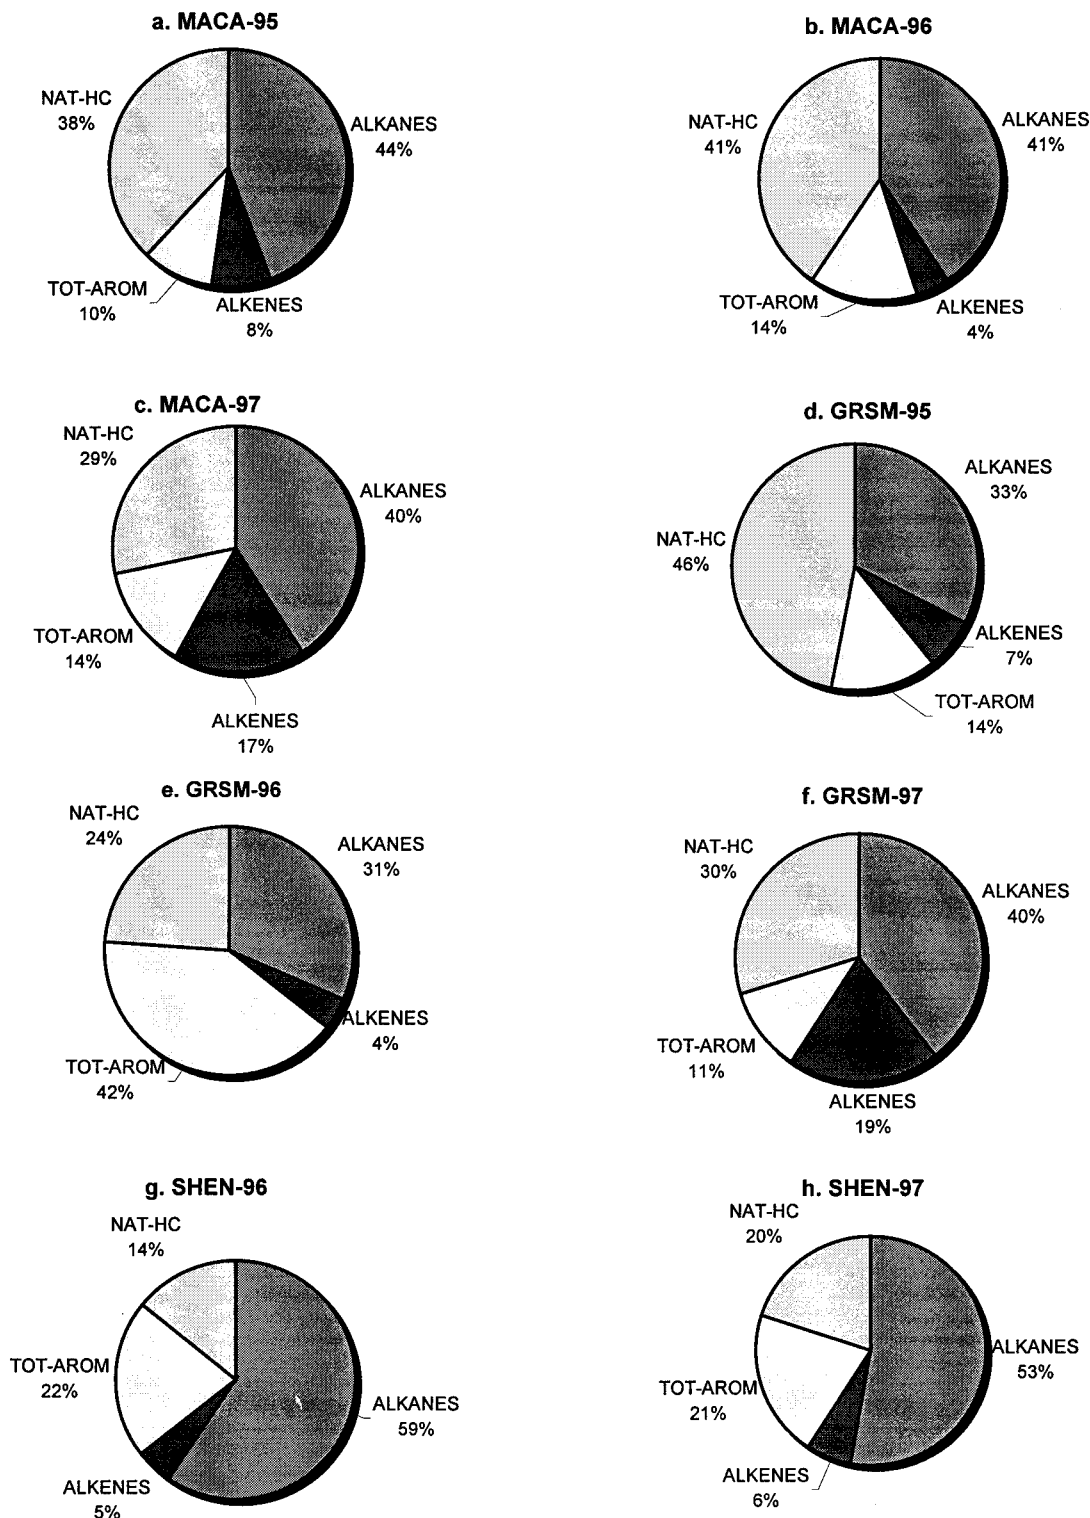 a. MACA-95
NAT-HC
38%
ALKANES
44%
TOT-AROM
10%
ALKENES
8%
b. MACA-96
NAT-HC
41%
ALKANES
41%
TOT-AROM
14%
ALKENES
4%
c. MACA-97
NAT-HC
29%
ALKANES
40%
TOT-AROM
14%
ALKENES
17%
d. GRSM-95
ALKANES
33%
NAT-HC
46%
ALKENES
7%
TOT-AROM
14%
e. GRSM-96
NAT-HC
24%
ALKANES
31%
ALKENES
4%
TOT-AROM
42%
f. GRSM-97
NAT-HC
30%
ALKANES
40%
TOT-AROM
11%
ALKENES
19%
g. SHEN-96
NAT-HC
14%
TOT-AROM
22%
ALKANES
59%
ALKENES
5%
h. SHEN-97
NAT-HC
20%
ALKANES
53%
TOT-AROM
21%
ALKENES
6%